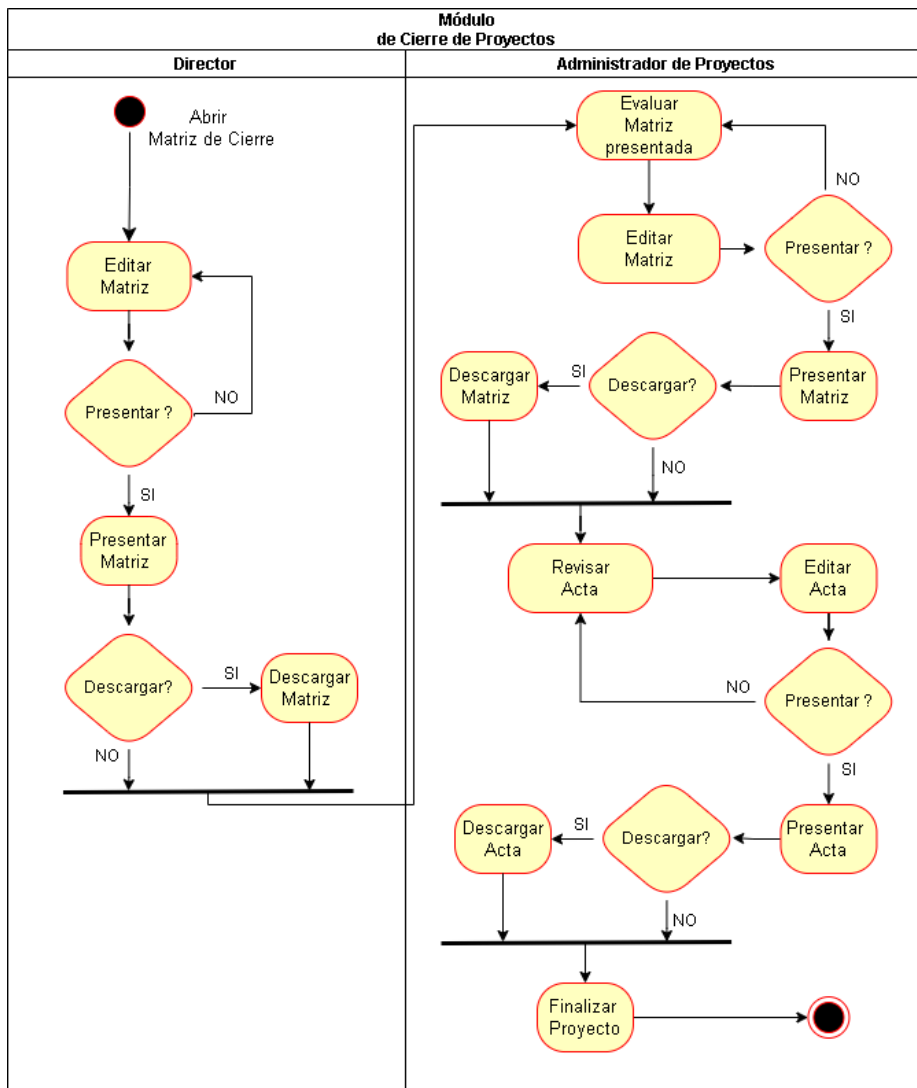 Módulo
de Cierre de Proyectos
Director
Administrador de Proyectos
Abrir
Matriz de Cierre
Editar
Matriz
Presentar ?
NO
SI
Presentar
Matriz
Descargar?
SI
Descargar
Matriz
NO
Evaluar
Matriz
presentada
NO
Editar
Matriz
Presentar ?
SI
Presentar
Matriz
Descargar?
SI
Descargar
Matriz
NO
Revisar
Acta
Editar
Acta
NO
Presentar ?
SI
Presentar
Acta
Descargar?
SI
Descargar
Acta
NO
Finalizar
Proyecto